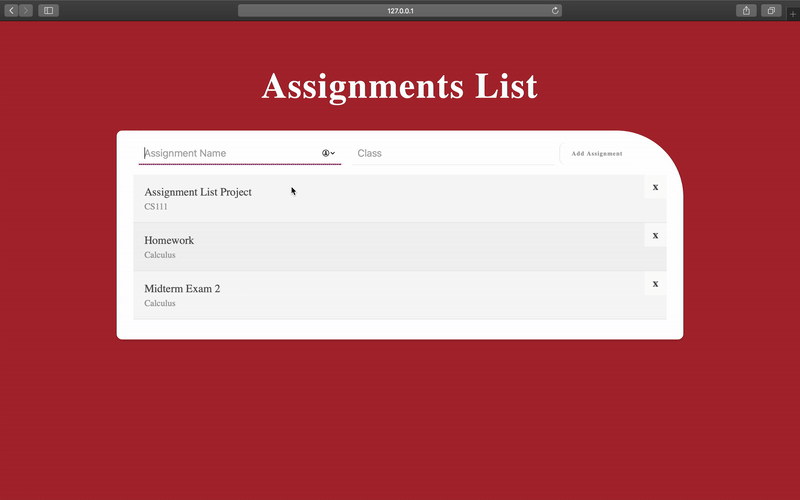 127.0.0.1
Assignments List
Assignment Name
Class
Add Assignment
Assignment List Project
CS111
x
Homework
Calculus
x
Midterm Exam 2
Calculus
x